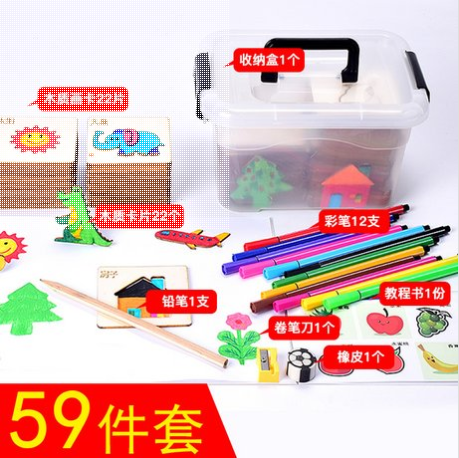 收纳盒1个
木质画卡22片
大象
木质卡片22个
彩笔12支
铅笔1支
教程书1份
卷笔刀1个
橡皮1个
59件套